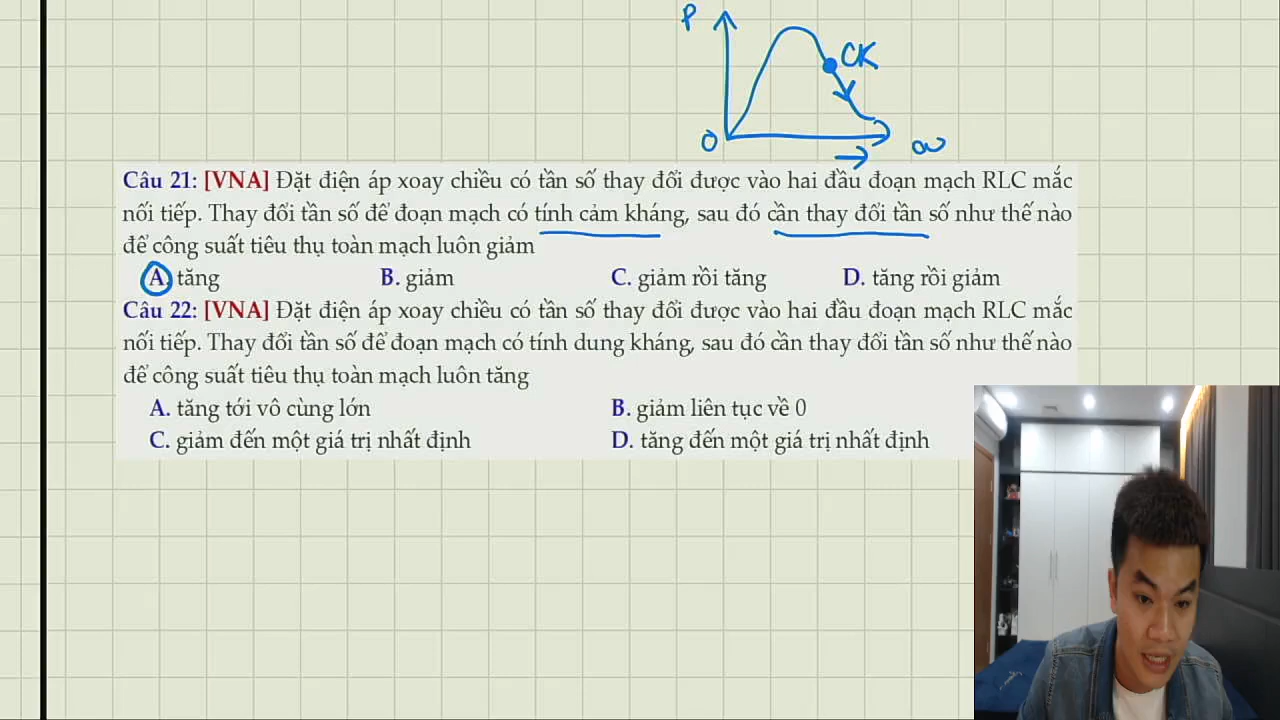 P
CK
O
ω
Câu 21: [VNA] Đặt điện áp xoay chiều có tần số thay đổi được vào hai đầu đoạn mạch RLC mắc
nối tiếp. Thay đổi tần số để đoạn mạch có tính cảm kháng, sau đó cần thay đổi tần số như thế nào
để công suất tiêu thụ toàn mạch luôn giảm
A. tăng B. giảm C. giảm rồi tăng D. tăng rồi giảm
Câu 22: [VNA] Đặt điện áp xoay chiều có tần số thay đổi được vào hai đầu đoạn mạch RLC mắc
nối tiếp. Thay đổi tần số để đoạn mạch có tính dung kháng, sau đó cần thay đổi tần số như thế nào
để công suất tiêu thụ toàn mạch luôn tăng
A. tăng tới vô cùng lớn B. giảm liên tục về 0
C. giảm đến một giá trị nhất định D. tăng đến một giá trị nhất định